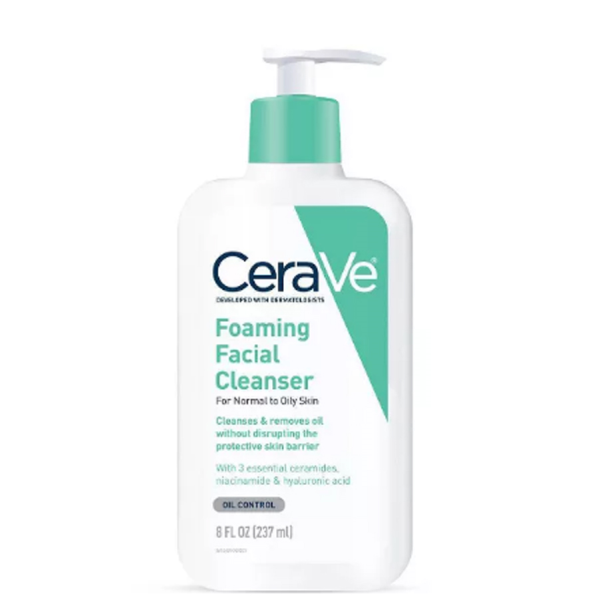 CeraVe®
DEVELOPED WITH DERMATOLOGISTS
Foaming
Facial
Cleanser
For Normal to Oily Skin
Cleanses & removes oil
without disrupting the
protective skin barrier
With 3 essential ceramides,
niacinamide & hyaluronic acid
OIL CONTROL
8 FL OZ (237 ml)